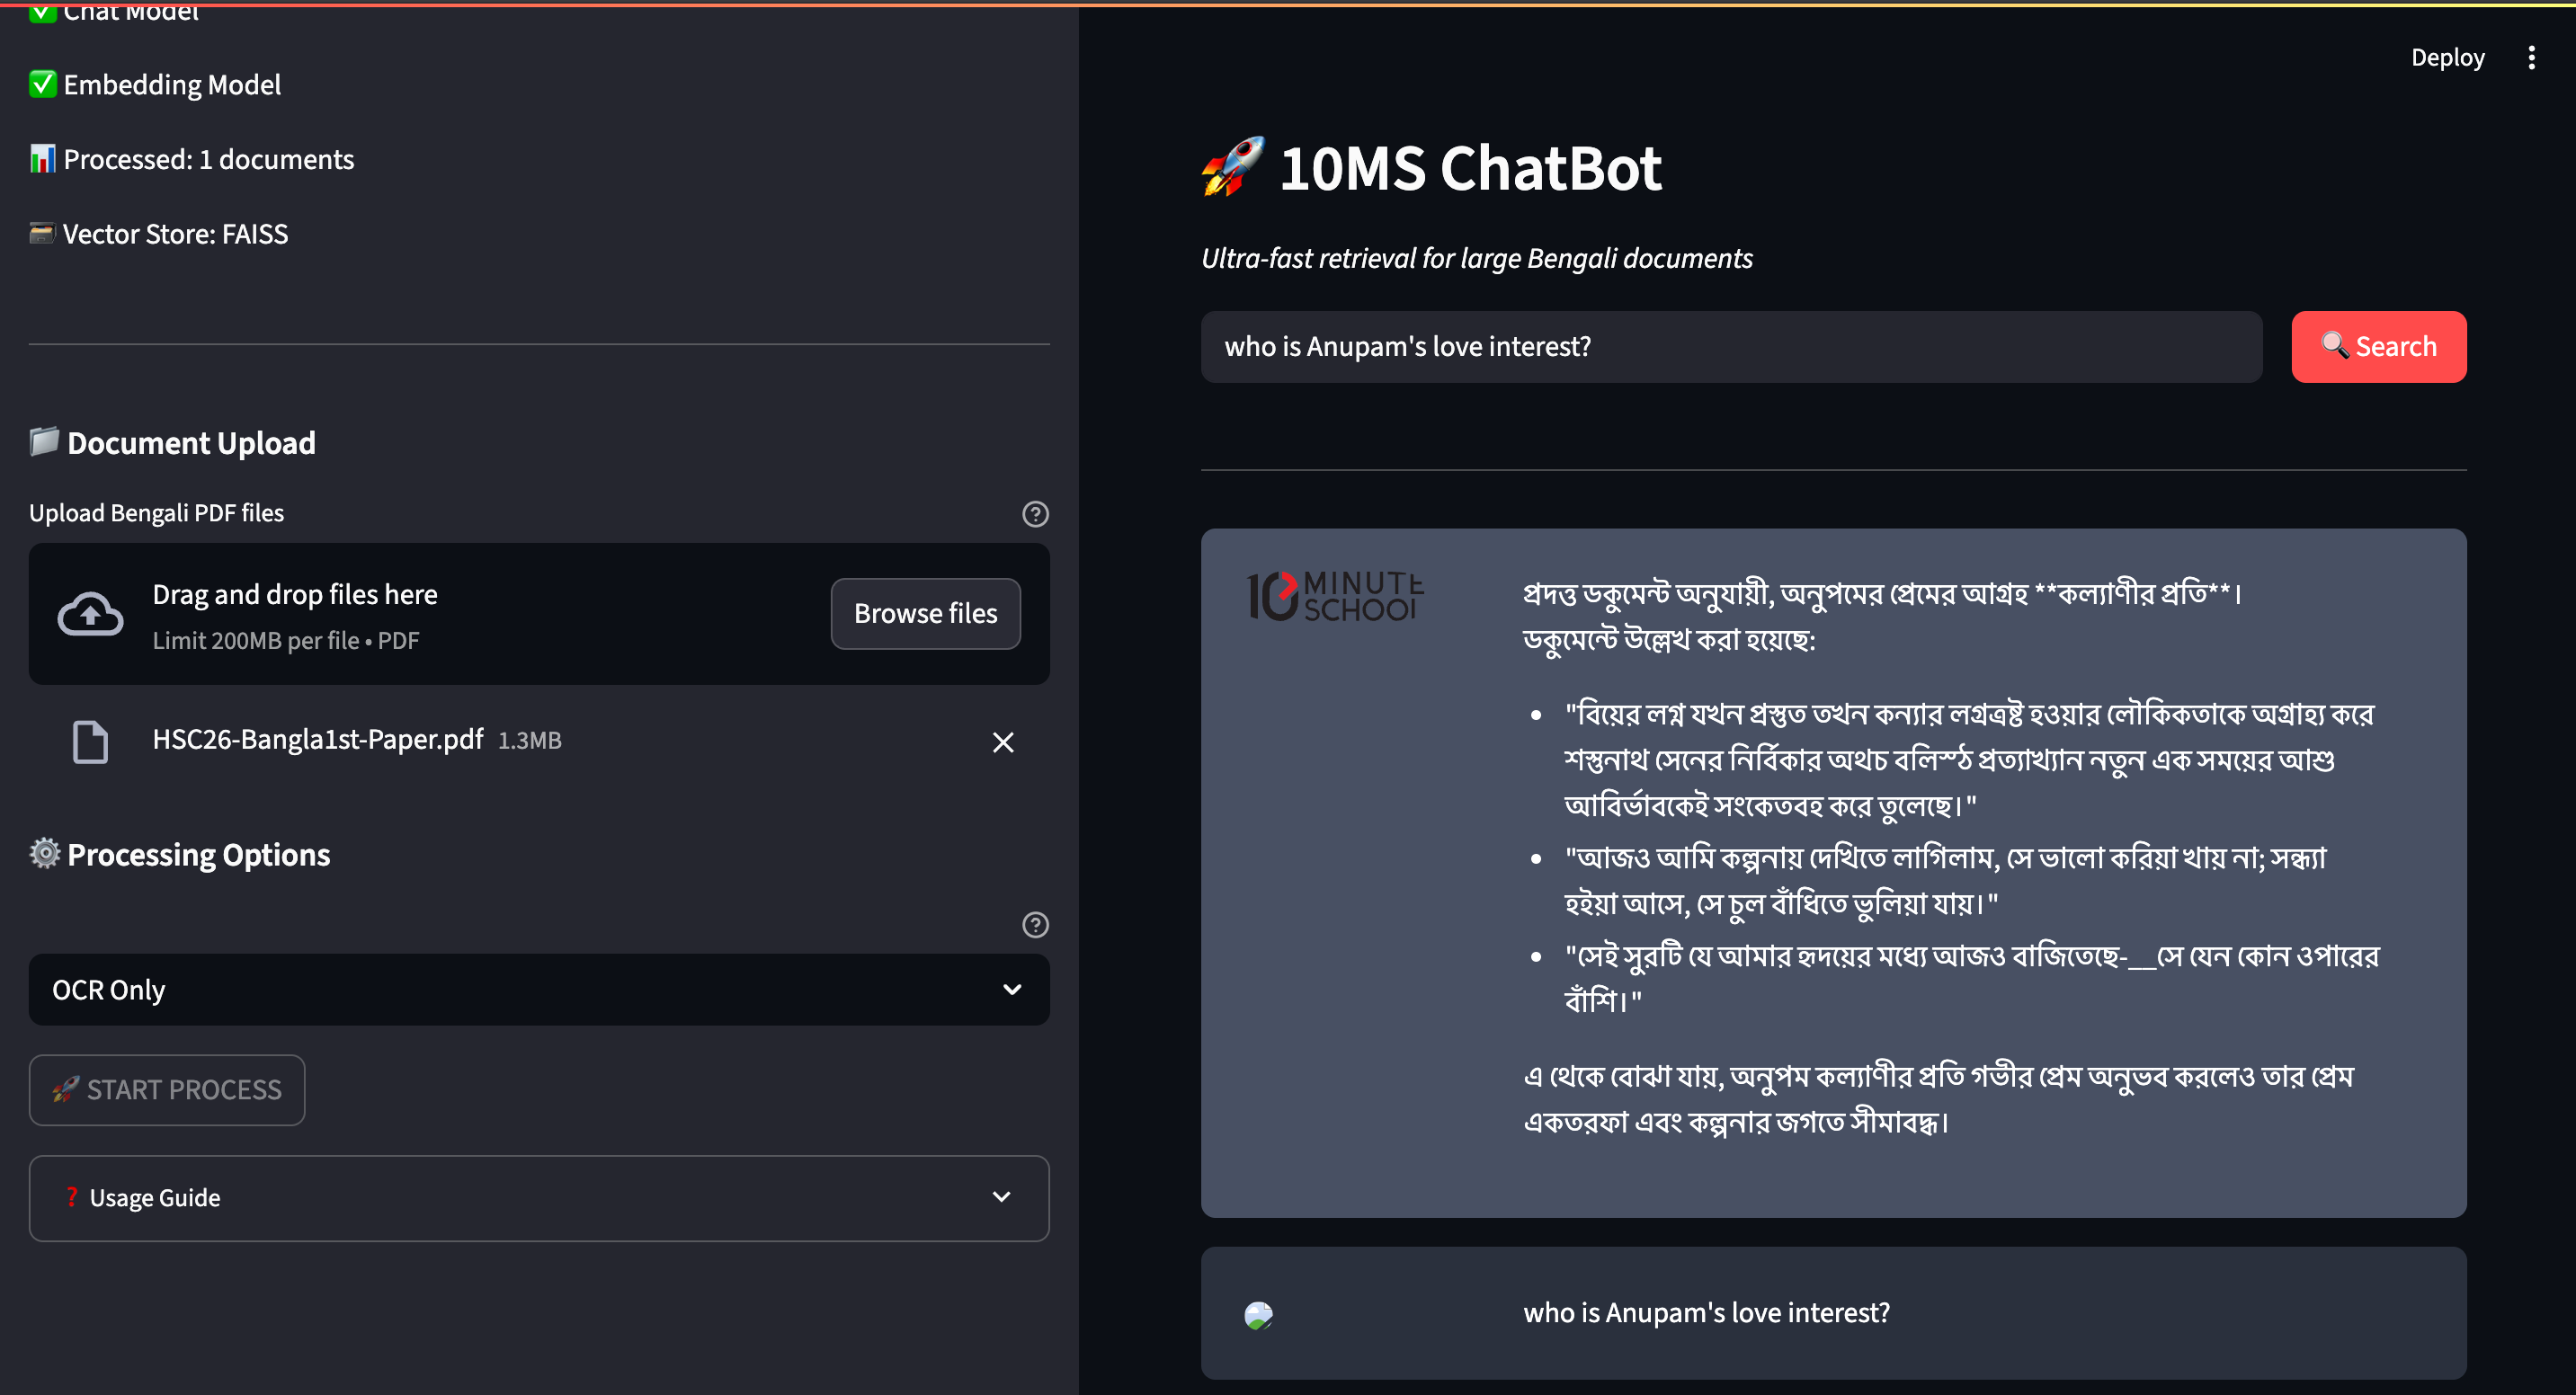 Chat Model
Embedding Model
Processed: 1 documents
Vector Store: FAISS
Document Upload
Upload Bengali PDF files
Drag and drop files here
Limit 200MB per file • PDF
Browse files
HSC26-Bangla1st-Paper.pdf 1.3MB
Processing Options
OCR Only
START PROCESS
? Usage Guide
Deploy
10MS ChatBot
Ultra-fast retrieval for large Bengali documents
who is Anupam's love interest?
Search
10 MINUTE
SCHOOL
প্রদত্ত ডকুমেন্ট অনুযায়ী, অনুপমের প্রেমের আগ্রহ **কল্যাণীর প্রতি**।
ডকুমেন্টে উল্লেখ করা হয়েছে:
• "বিয়ের লগ্ন যখন প্রস্তুত তখন কন্যার লগ্রত্রষ্ট হওয়ার লৌকিকতাকে অগ্রাহ্য করে
শস্তুনাথ সেনের নির্বিকার অথচ বলিস্ঠ প্রত্যাখ্যান নতুন এক সময়ের আশু
আবির্ভাবকেই সংকেতবহ করে তুলেছে।"
• "আজও আমি কল্পনায় দেখিতে লাগিলাম, সে ভালো করিয়া খায় না; সন্ধ্যা
হইয়া আসে, সে চুল বাঁধিতে ভুলিয়া যায়।"
• "সেই সুরটি যে আমার হৃদয়ের মধ্যে আজও বাজিতেছে-__সে যেন কোন ওপারের
বাঁশি।"
এ থেকে বোঝা যায়, অনুপম কল্যাণীর প্রতি গভীর প্রেম অনুভব করলেও তার প্রেম
একতরফা এবং কল্পনার জগতে সীমাবদ্ধ।
who is Anupam's love interest?